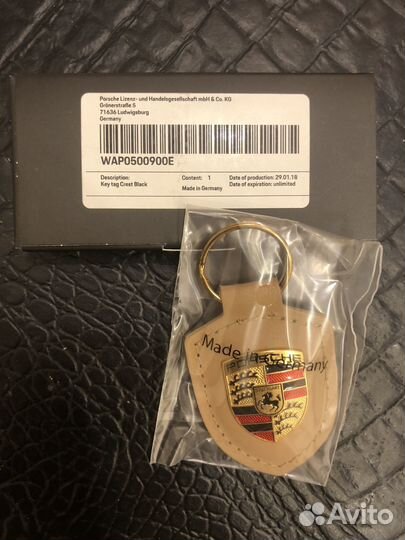 Porsche Lizenz- und Handelsgesellschaft mbH & Co. KG
Grönerstraße 5
71636 Ludwigsburg
Germany
WAP0500900E
Description:
Key tag Crest Black
Content: 1
Made in Germany
Date of production: 29.01.18
Date of expiration: unlimited
Made in Germany
PORSCHE
Avito